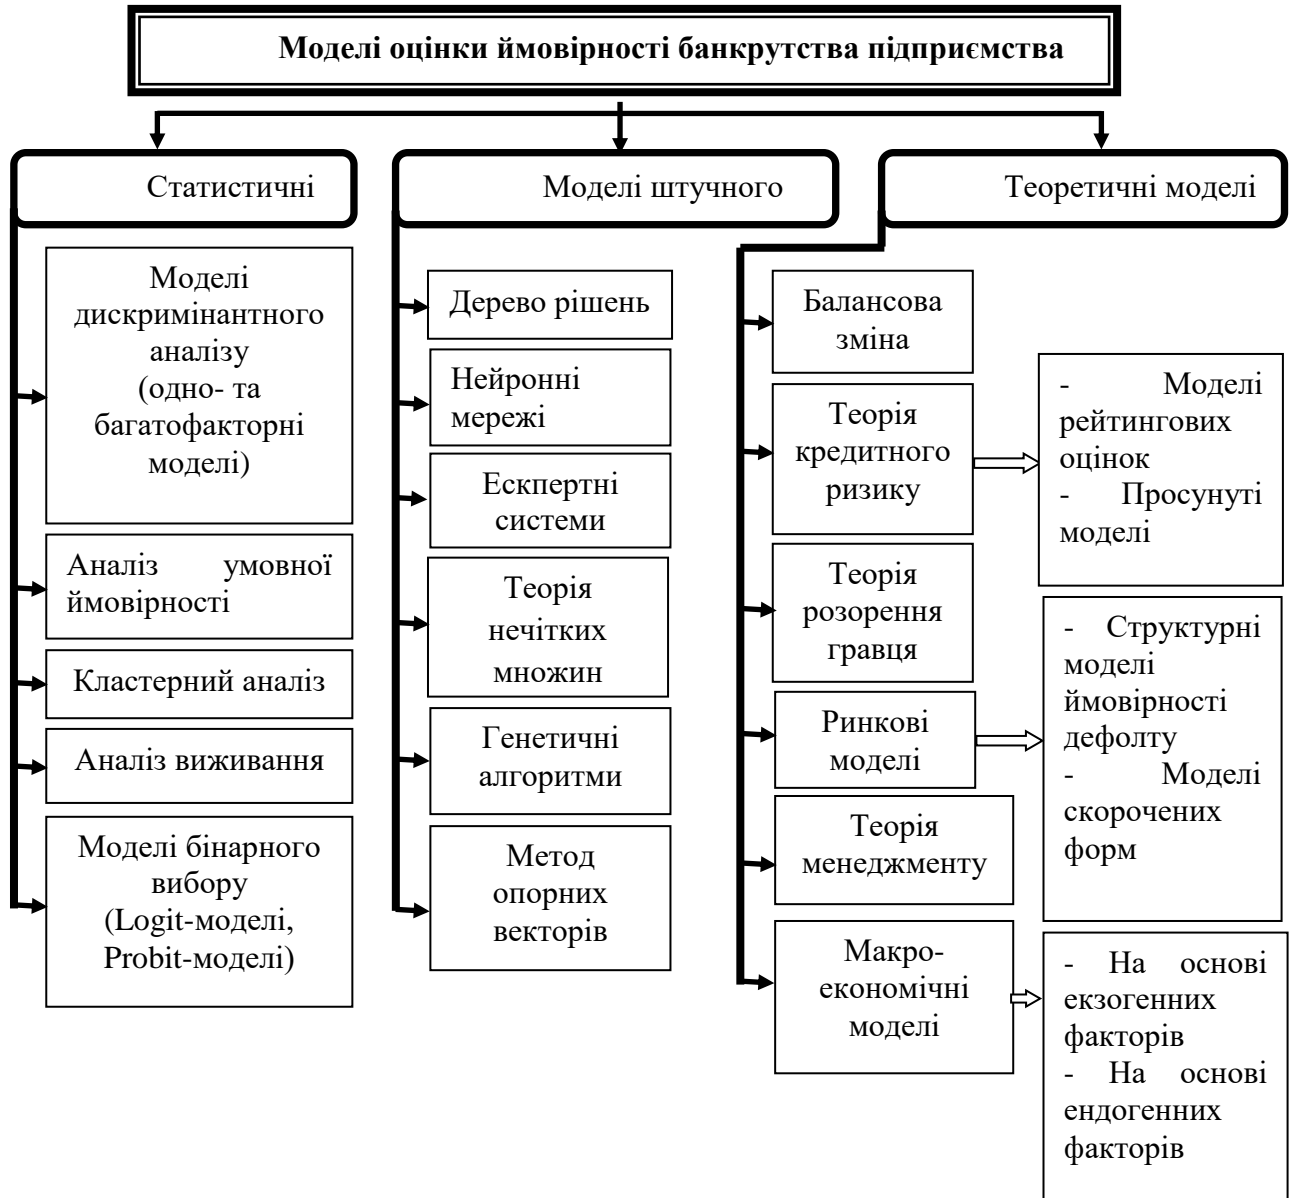 Моделі оцінки ймовірності банкрутства підприємства
Статистичні
Моделі
дискримінантного
аналізу
(одно- та
багатофакторні
моделі)
Аналіз умовної
ймовірності
Кластерний аналіз
Аналіз виживання
Моделі бінарного
вибору
(Logit-моделі,
Probit-моделі)
Моделі штучного
Дерево рішень
Нейронні
мережі
Ескпертні
системи
Теорія
нечітких
множин
Генетичні
алгоритми
Метод
опорних
векторів
Теоретичні моделі
Балансова
зміна
Теорія
кредитного
ризику
- Моделі
рейтингових
оцінок
- Просунуті
моделі
Теорія
розорення
гравця
Ринкові
моделі
- Структурні
моделі
ймовірності
дефолту
- Моделі
скорочених
форм
Теорія
менеджменту
Макро-
економічні
моделі
- На основі
екзогенних
факторів
- На основі
ендогенних
факторів